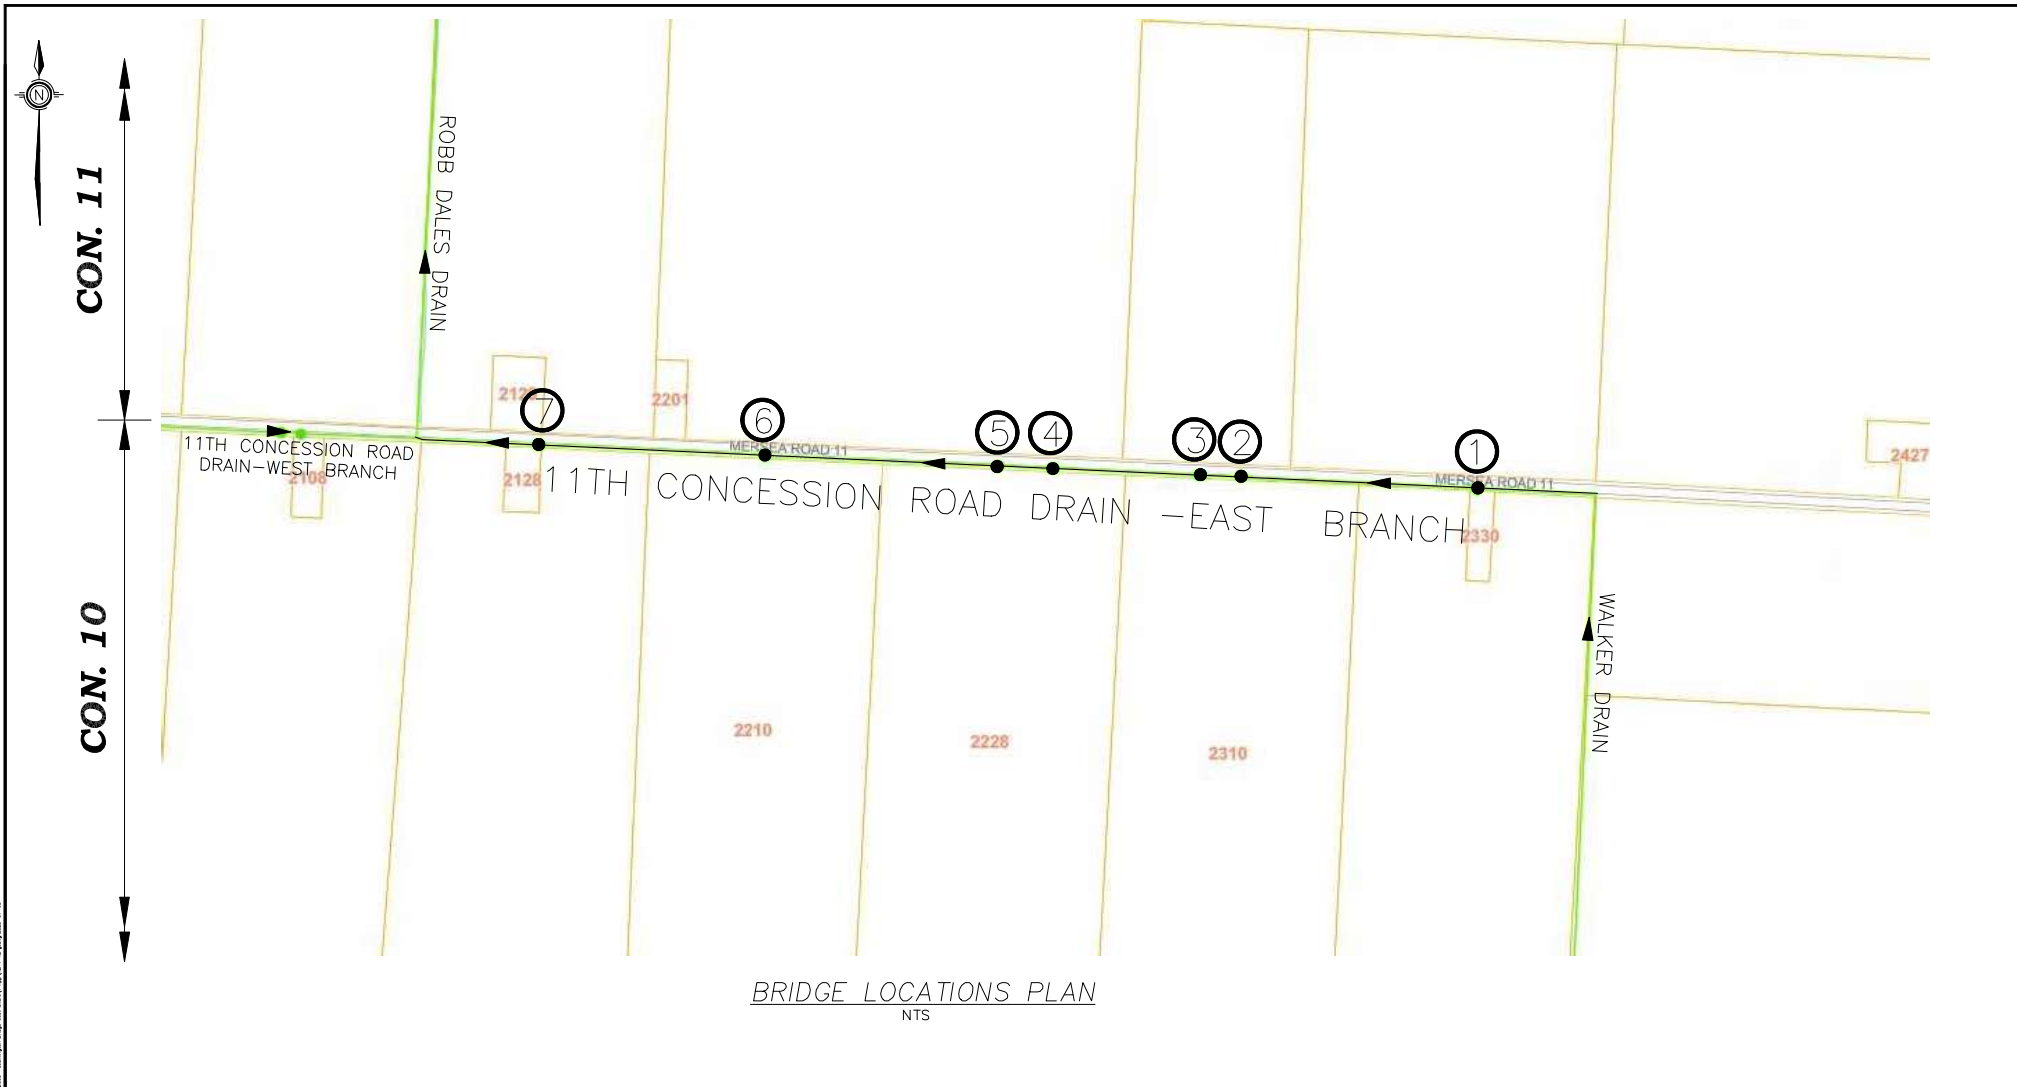 N
CON. 11
ROBB DALES DRAIN
2201
7
6
5
4
3
2
1
MERSEA ROAD 11
MERSEA ROAD 11
2427
11TH CONCESSION ROAD
DRAIN-WEST BRANCH
2108
2128
11TH CONCESSION ROAD DRAIN -EAST BRANCH
2330
CON. 10
WALKER DRAIN
2210
2228
2310
BRIDGE LOCATIONS PLAN
NTS